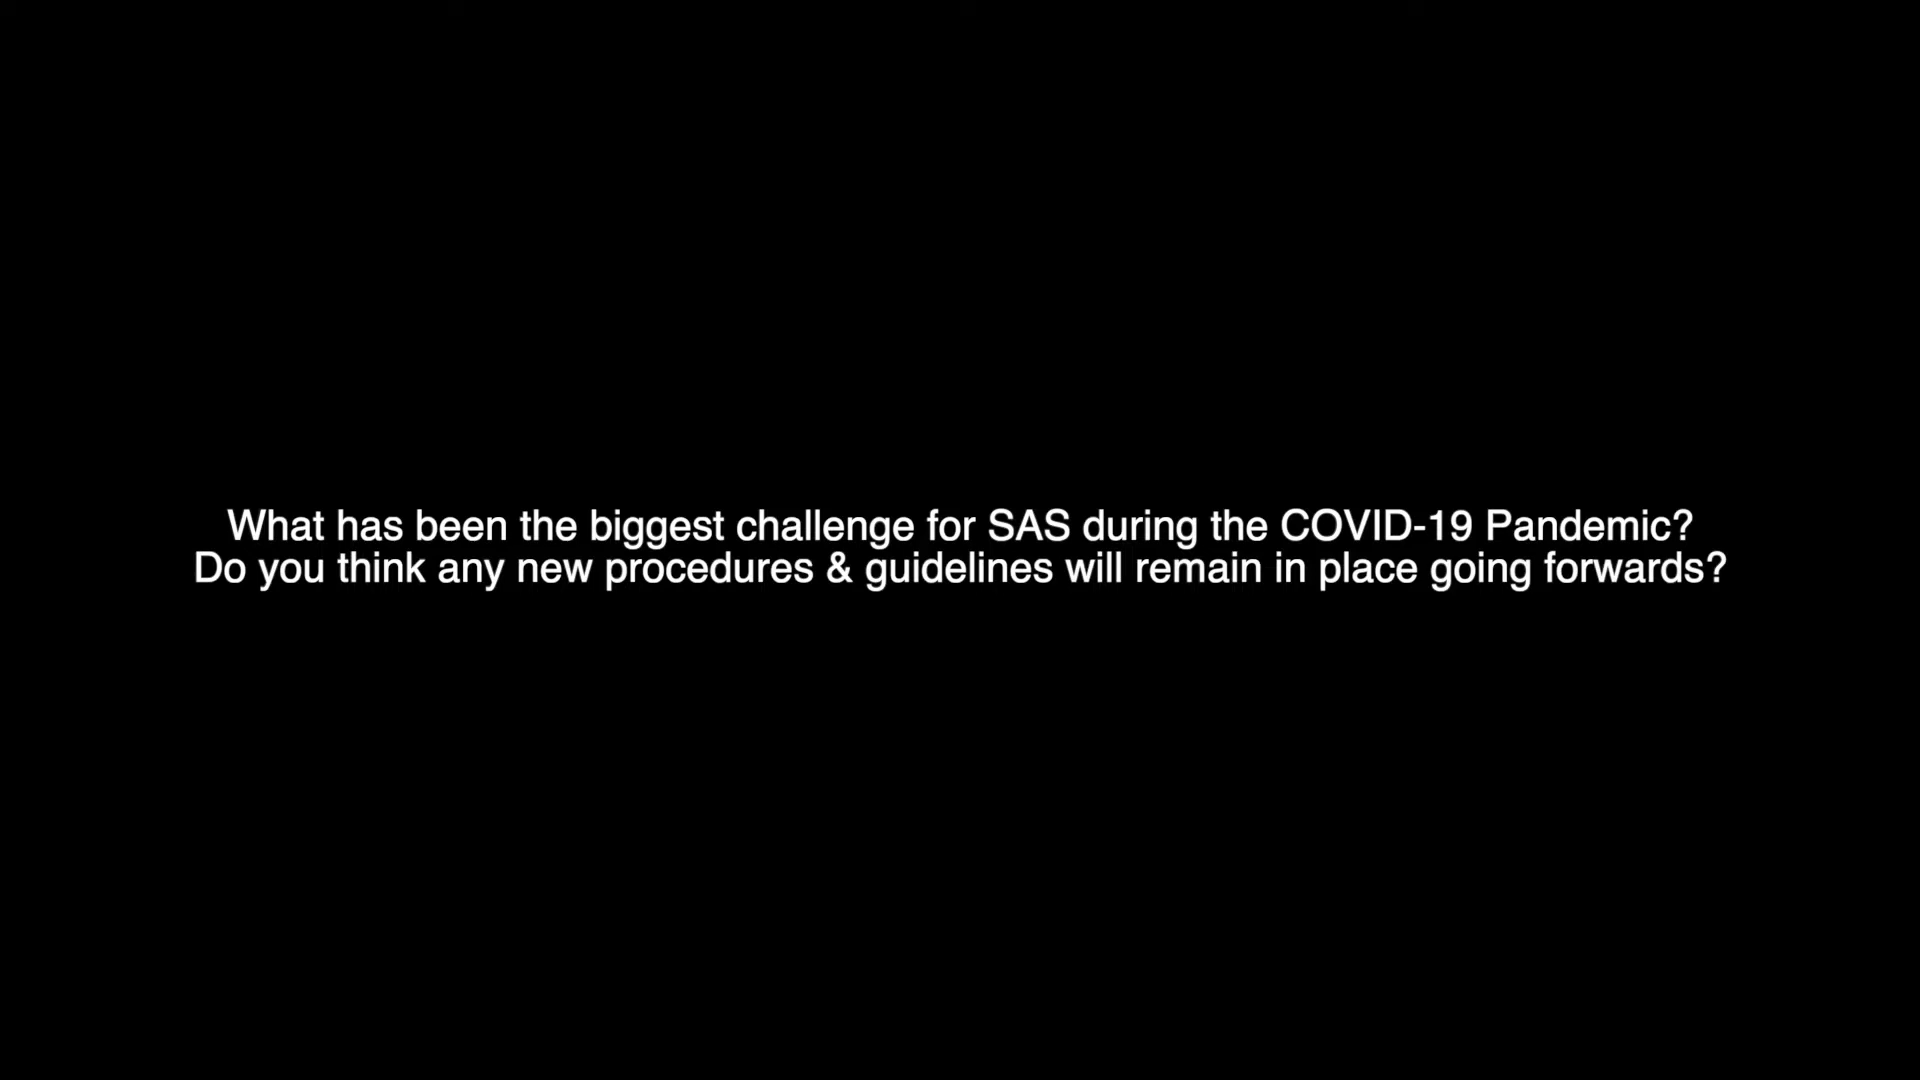 What has been the biggest challenge for SAS during the COVID-19 Pandemic?
Do you think any new procedures & guidelines will remain in place going forwards?